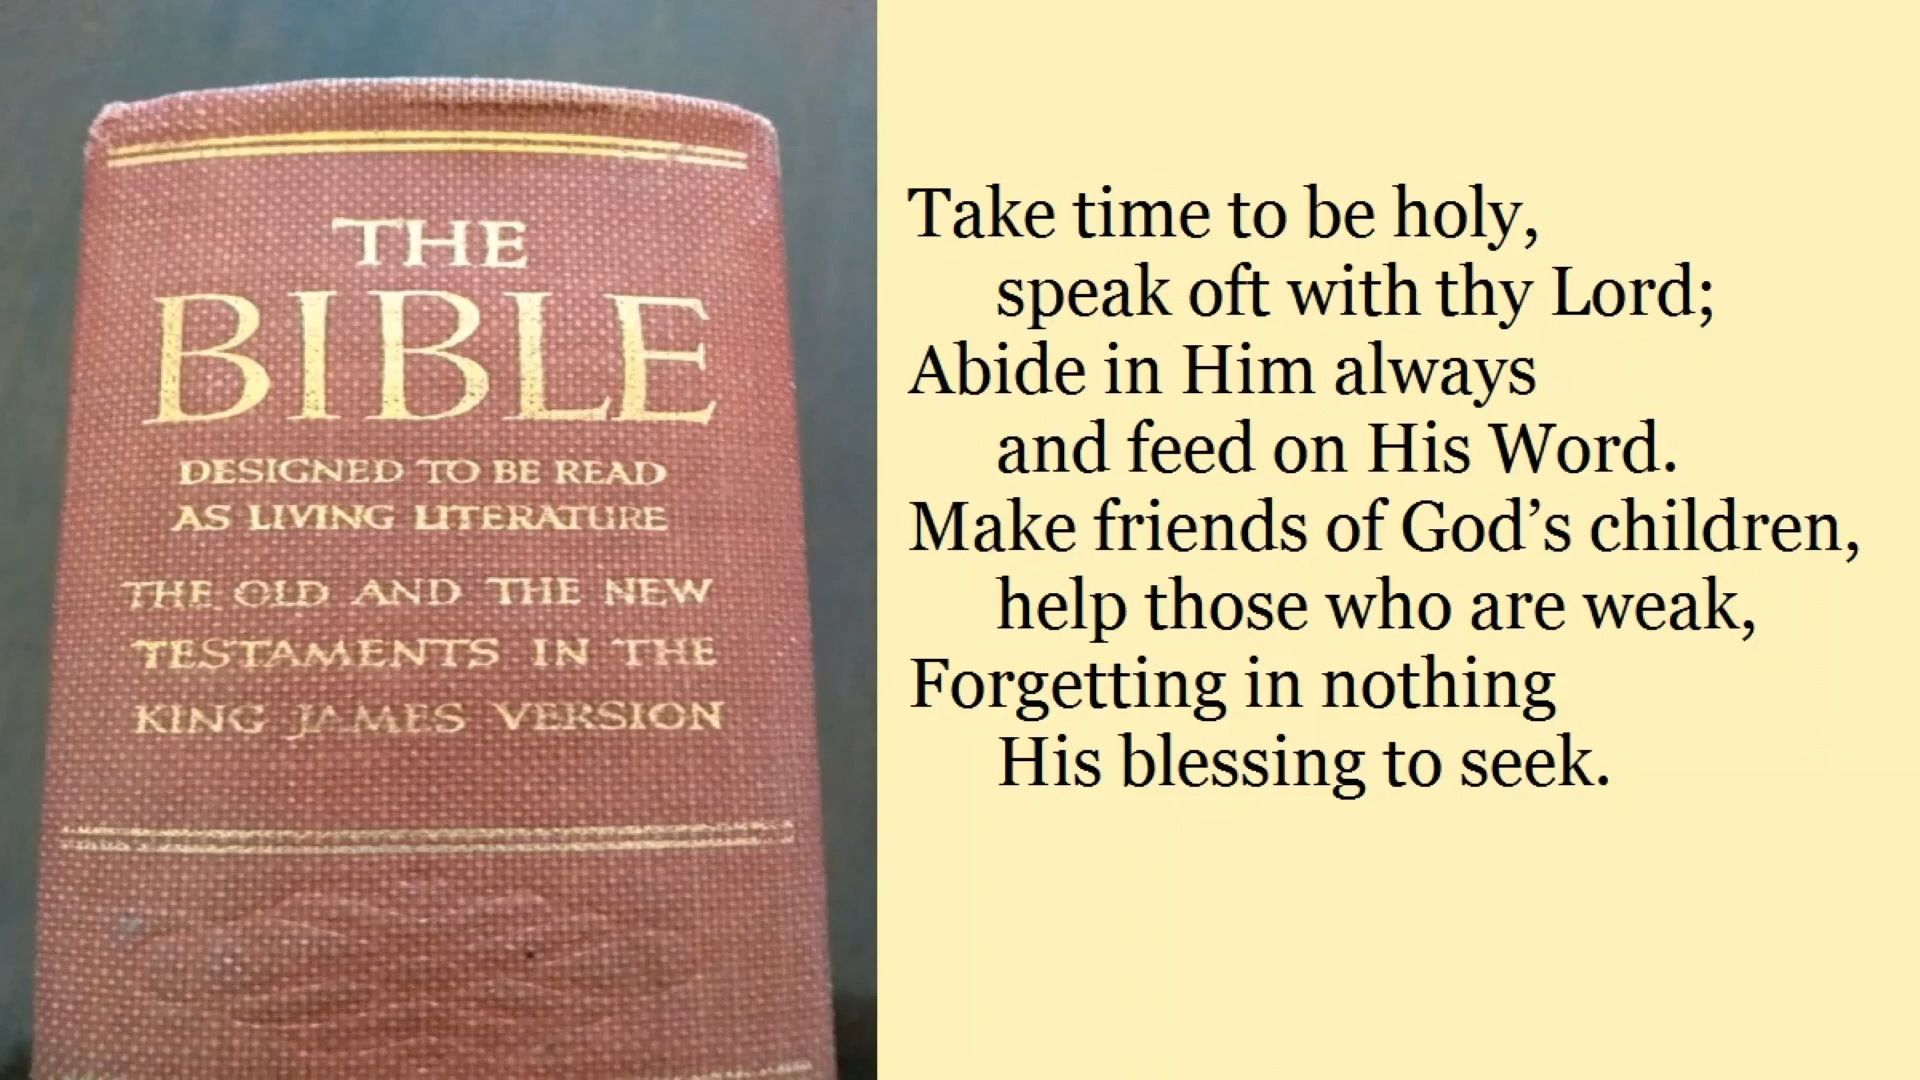 THE
BIBLE
DESIGNED TO BE READ
AS LIVING LITERATURE
THE OLD AND THE NEW
TESTAMENTS IN THE
KING JAMES VERSION
Take time to be holy,
speak oft with thy Lord;
Abide in Him always
and feed on His Word.
Make friends of God’s children,
help those who are weak,
Forgetting in nothing
His blessing to seek.